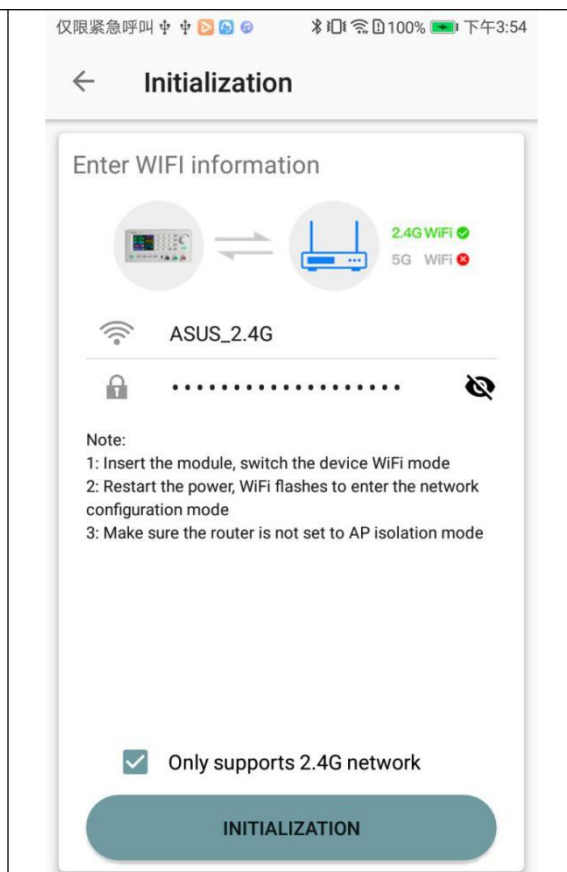 仅限紧急呼叫 100% 下午3:54
Initialization
Enter WIFI information
2.4G WiFi
5G WiFi
ASUS_2.4G
•••••••••••••••••••
Note:
1: Insert the module, switch the device WiFi mode
2: Restart the power, WiFi flashes to enter the network
configuration mode
3: Make sure the router is not set to AP isolation mode
Only supports 2.4G network
INITIALIZATION